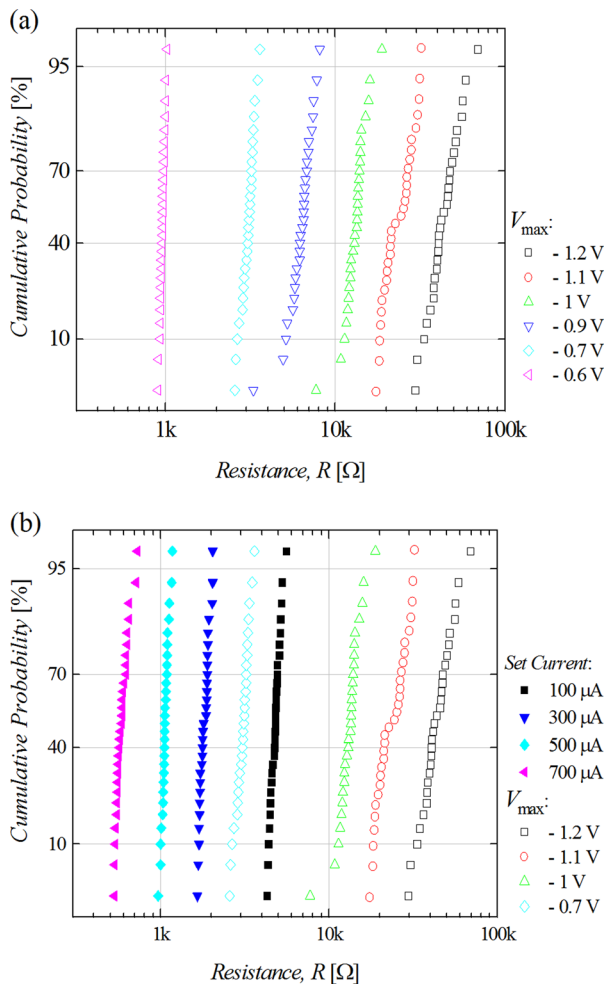 (a)
Cumulative Probability [%]
95
70
40
10
1k
10k
100k
Resistance, R [Ω]
Vmax:
- 1.2 V
- 1.1 V
- 1 V
- 0.9 V
- 0.7 V
- 0.6 V
(b)
Cumulative Probability [%]
95
70
40
10
1k
10k
100k
Resistance, R [Ω]
Set Current:
100 µA
300 µA
500 µA
700 µA
Vmax:
- 1.2 V
- 1.1 V
- 1 V
- 0.7 V